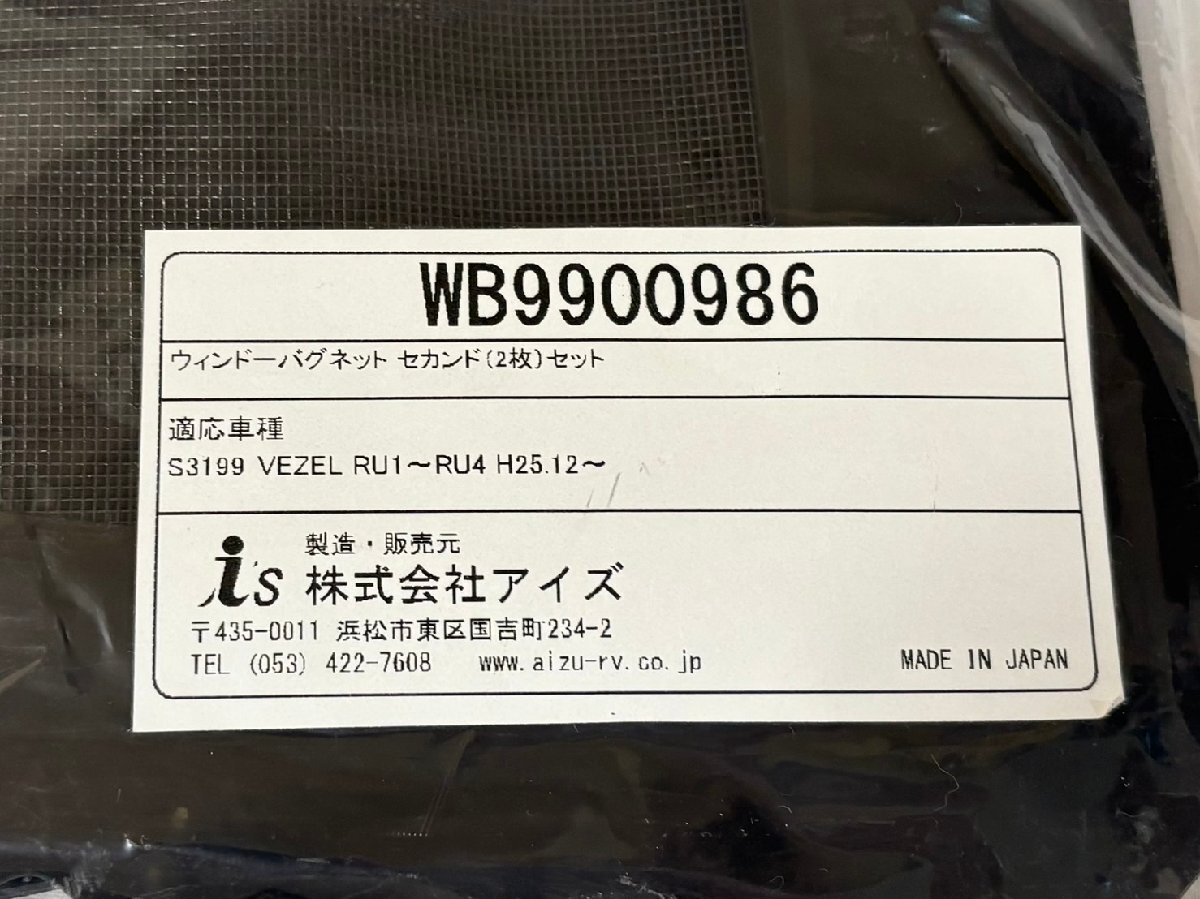 WB9900986
ウィンドーバグネット セカンド(2枚)セット
適応車種
S3199 VEZEL RU1～RU4 H25.12～
製造・販売元
i's 株式会社アイズ
〒435-0011 浜松市東区国吉町234-2
TEL (053) 422-7608 www.aizu-rv.co.jp
MADE IN JAPAN